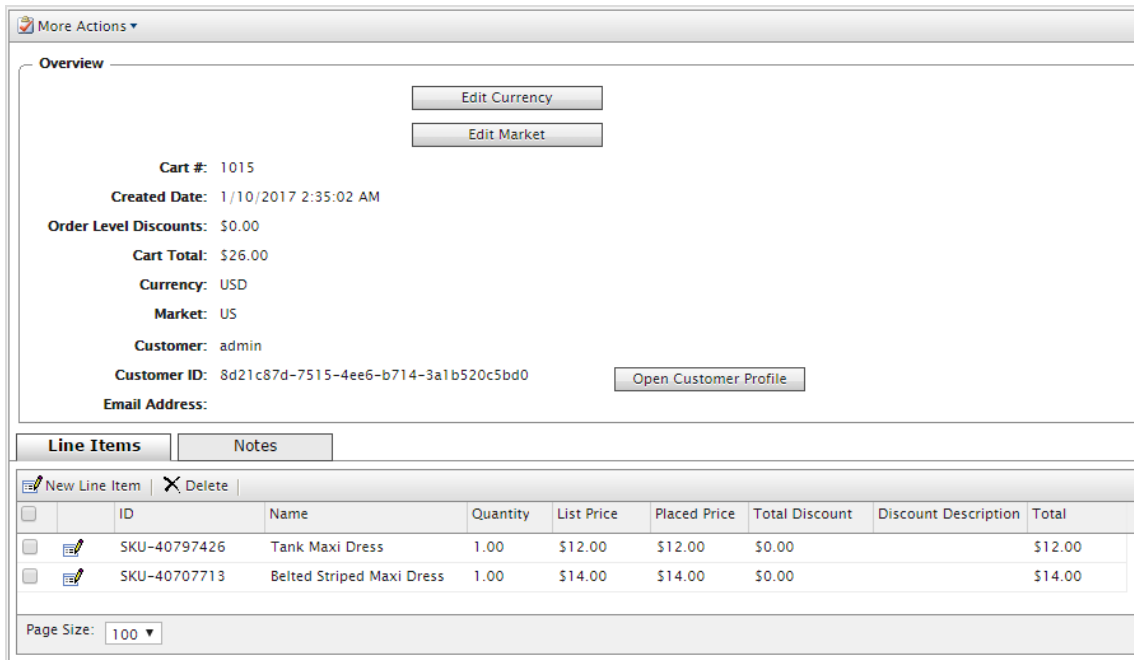 More Actions
Overview
Edit Currency
Edit Market
Cart #: 1015
Created Date: 1/10/2017 2:35:02 AM
Order Level Discounts: $0.00
Cart Total: $26.00
Currency: USD
Market: US
Customer: admin
Customer ID: 8d21c87d-7515-4ee6-b714-3a1b520c5bd0 Open Customer Profile
Email Address:
Line Items Notes
New Line Item | Delete |
ID Name Quantity List Price Placed Price Total Discount Discount Description Total
SKU-40797426 Tank Maxi Dress 1.00 $12.00 $12.00 $0.00 $12.00
SKU-40707713 Belted Striped Maxi Dress 1.00 $14.00 $14.00 $0.00 $14.00
Page Size: 100